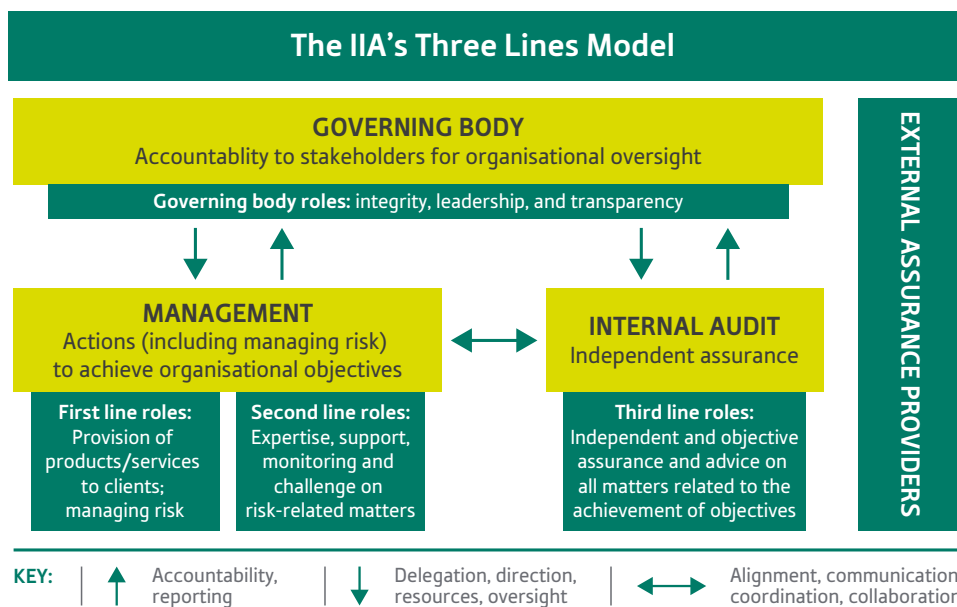 The IIA's Three Lines Model
GOVERNING BODY
Accountablity to stakeholders for organisational oversight
Governing body roles: integrity, leadership, and transparency
MANAGEMENT
Actions (including managing risk)
to achieve organisational objectives
INTERNAL AUDIT
Independent assurance
First line roles:
Provision of
products/services
to clients;
managing risk
Second line roles:
Expertise, support,
monitoring and
challenge on
risk-related matters
Third line roles:
Independent and objective
assurance and advice on
all matters related to the
achievement of objectives
EXTERNAL ASSURANCE PROVIDERS
KEY:
Accountability,
reporting
Delegation, direction,
resources, oversight
Alignment, communication
coordination, collaboration